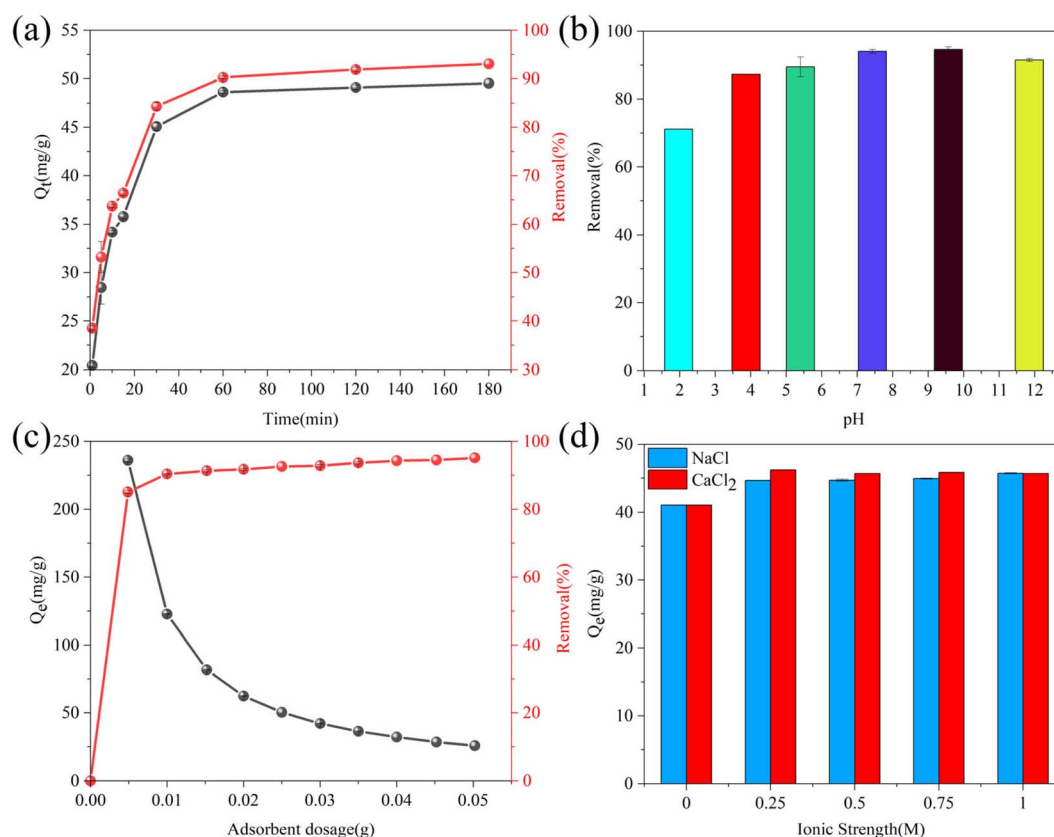 (a)
55
50
45
40
35
30
25
20
Qt(mg/g)
100
90
80
70
60
50
40
30
Removal(%)
0 20 40 60 80 100 120 140 160 180
Time(min)
(b)
100
80
60
40
20
0
Removal(%)
1 2 3 4 5 6 7 8 9 10 11 12
pH
(c)
250
200
150
100
50
0
Qe(mg/g)
100
80
60
40
20
0
Removal(%)
0.00 0.01 0.02 0.03 0.04 0.05
Adsorbent dosage(g)
(d)
NaCl
CaCl2
50
40
30
20
10
0
Qe(mg/g)
0 0.25 0.5 0.75 1
Ionic Strength(M)